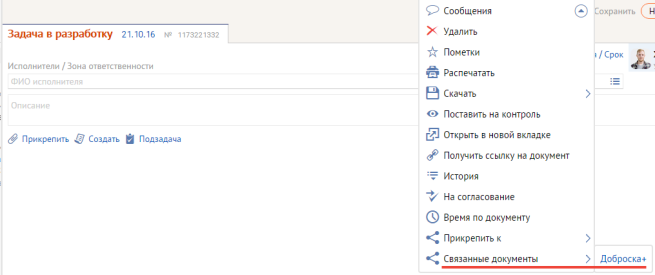 Сообщения
Сохранить
Задача в разработку 21.10.16 № 1173221332
Удалить
Пометки
/ Срок
Исполнители / Зона ответственности
ФИО исполнителя
Распечатать
Скачать
Описание
Поставить на контроль
Прикрепить Создать Подзадача
Открыть в новой вкладке
Получить ссылку на документ
История
На согласование
Время по документу
Прикрепить к
Связанные документы
Доброска+